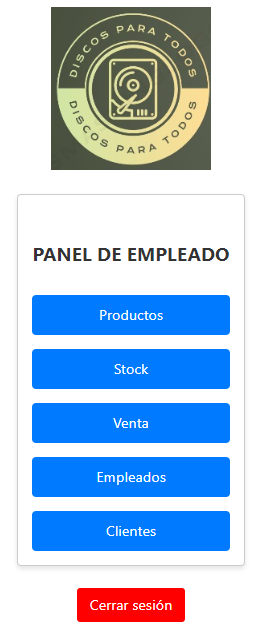 DISCOS PARA TODOS
DISCOS PARA TODOS
PANEL DE EMPLEADO
Productos
Stock
Venta
Empleados
Clientes
Cerrar sesión